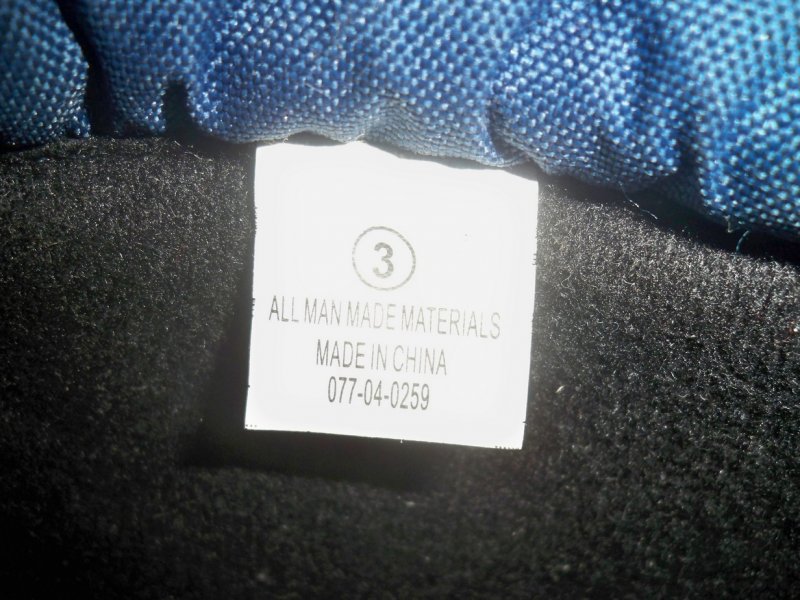 3
ALL MAN MADE MATERIALS
MADE IN CHINA
077-04-0259